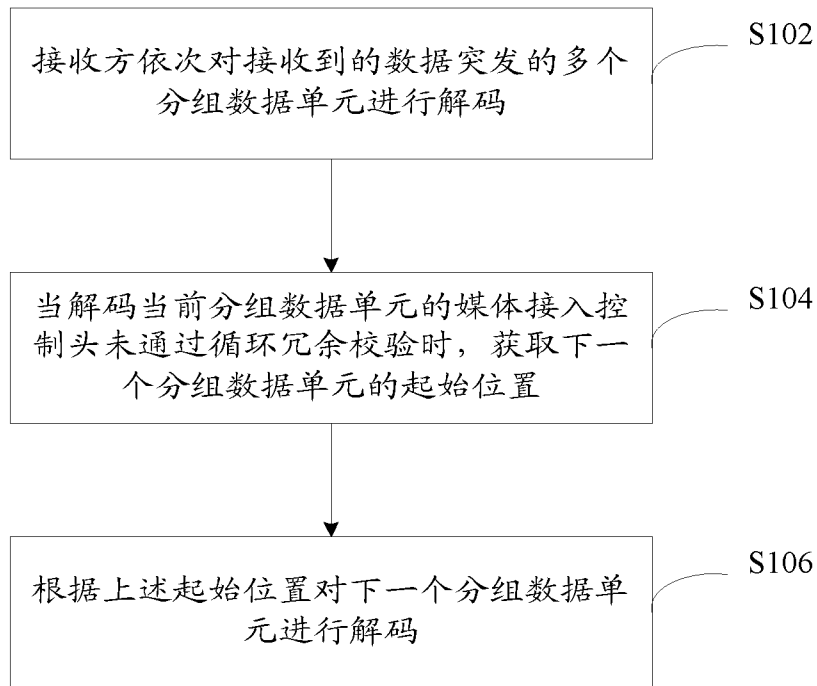 接收方依次对接收到的数据突发的多个
分组数据单元进行解码
S102
当解码当前分组数据单元的媒体接入控
制头未通过循环冗余校验时，获取下一
个分组数据单元的起始位置
S104
根据上述起始位置对下一个分组数据单
元进行解码
S106